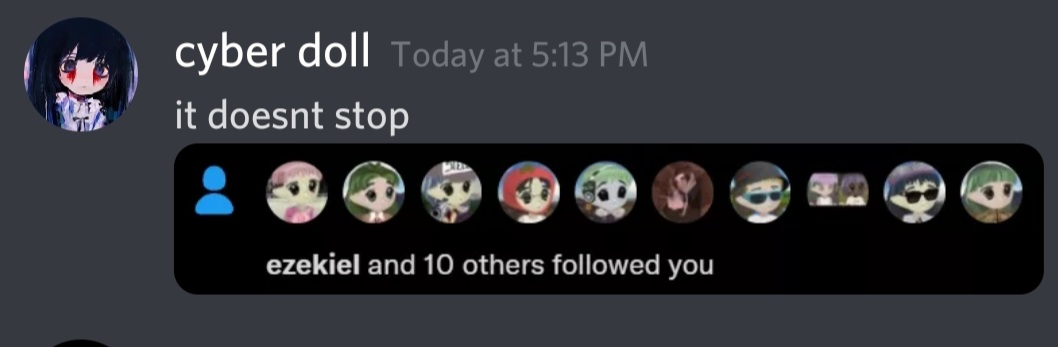 cyber doll Today at 5:13 PM
it doesnt stop
ezekiel and 10 others followed you